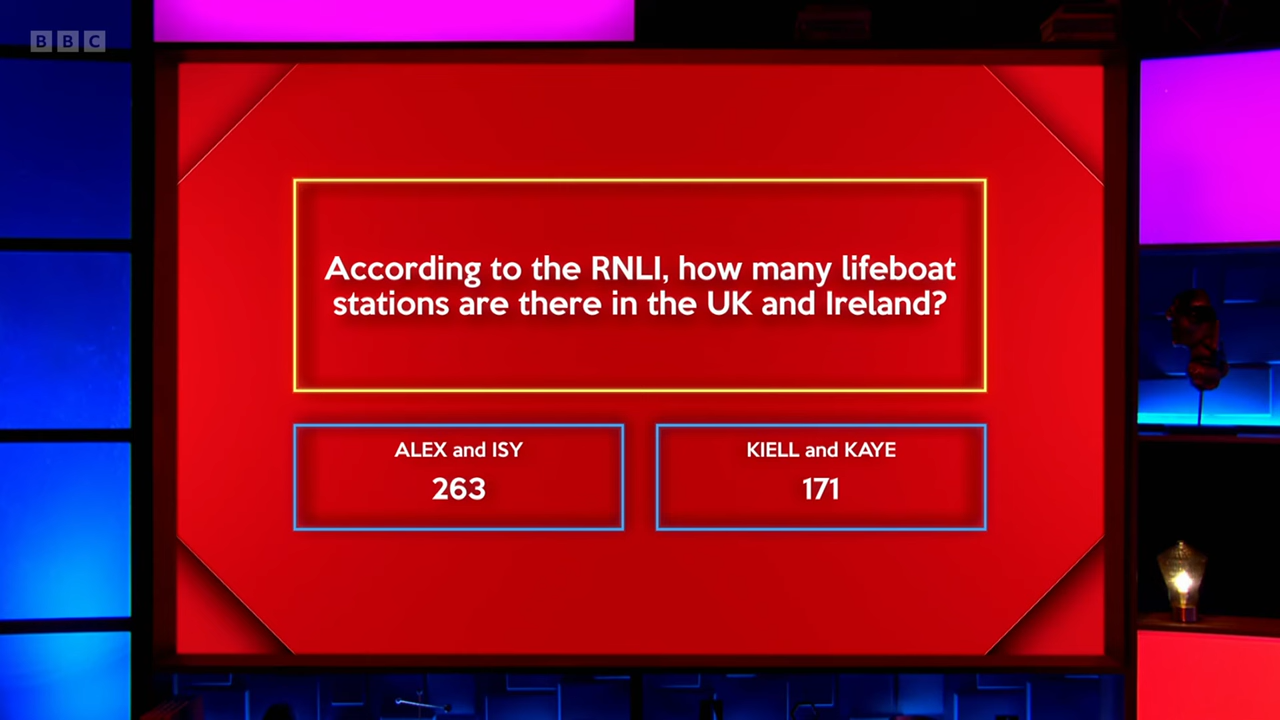 BBC
According to the RNLI, how many lifeboat
stations are there in the UK and Ireland?
ALEX and ISY
KIELL and KAYE
263
171